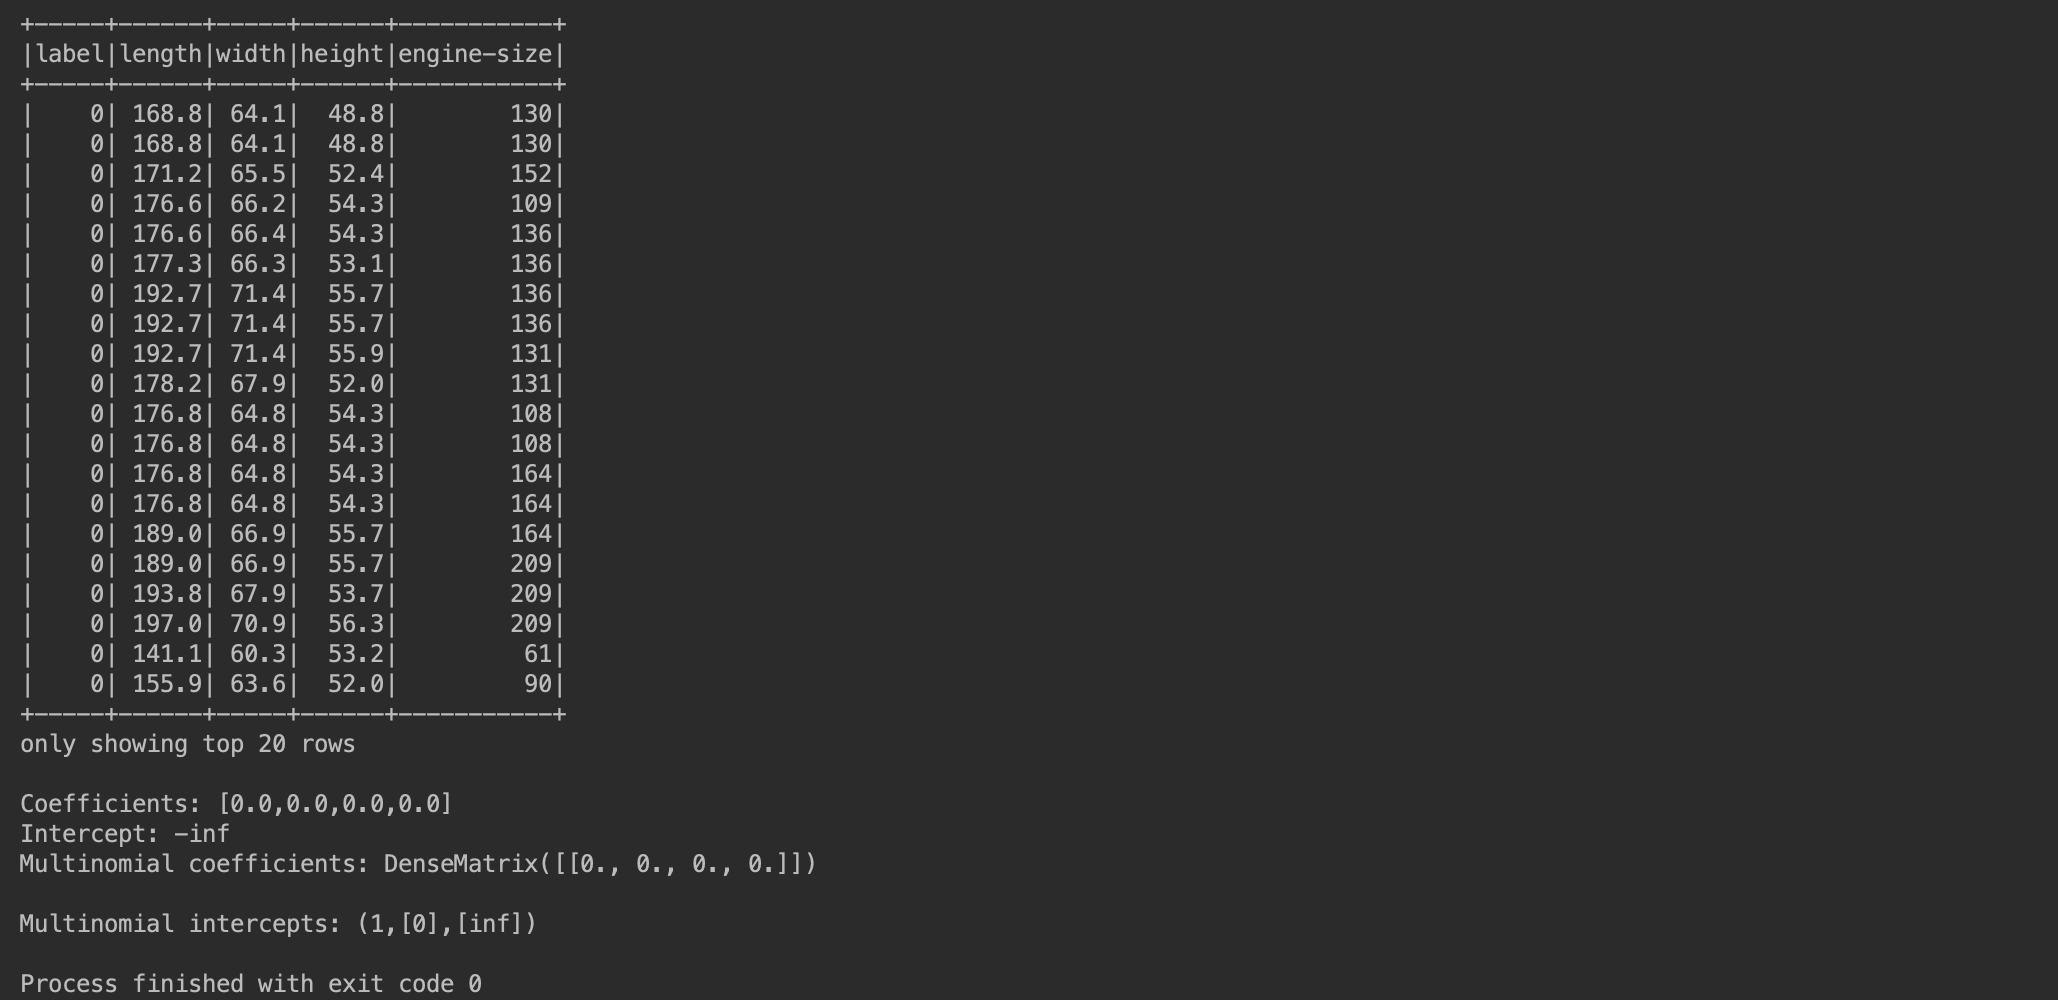 +-----+------+-----+------+-----------+
|label|length|width|height|engine-size|
+-----+------+-----+------+-----------+
|    0| 168.8| 64.1|  48.8|        130|
|    0| 168.8| 64.1|  48.8|        130|
|    0| 171.2| 65.5|  52.4|        152|
|    0| 176.6| 66.2|  54.3|        109|
|    0| 176.6| 66.4|  54.3|        136|
|    0| 177.3| 66.3|  53.1|        136|
|    0| 192.7| 71.4|  55.7|        136|
|    0| 192.7| 71.4|  55.7|        136|
|    0| 192.7| 71.4|  55.9|        131|
|    0| 178.2| 67.9|  52.0|        131|
|    0| 176.8| 64.8|  54.3|        108|
|    0| 176.8| 64.8|  54.3|        108|
|    0| 176.8| 64.8|  54.3|        164|
|    0| 176.8| 64.8|  54.3|        164|
|    0| 189.0| 66.9|  55.7|        164|
|    0| 189.0| 66.9|  55.7|        209|
|    0| 193.8| 67.9|  53.7|        209|
|    0| 197.0| 70.9|  56.3|        209|
|    0| 141.1| 60.3|  53.2|         61|
|    0| 155.9| 63.6|  52.0|         90|
+-----+------+-----+------+-----------+
only showing top 20 rows

Coefficients: [0.0,0.0,0.0,0.0]
Intercept: -inf
Multinomial coefficients: DenseMatrix([[0., 0., 0., 0.]])

Multinomial intercepts: (1,[0],[inf])

Process finished with exit code 0